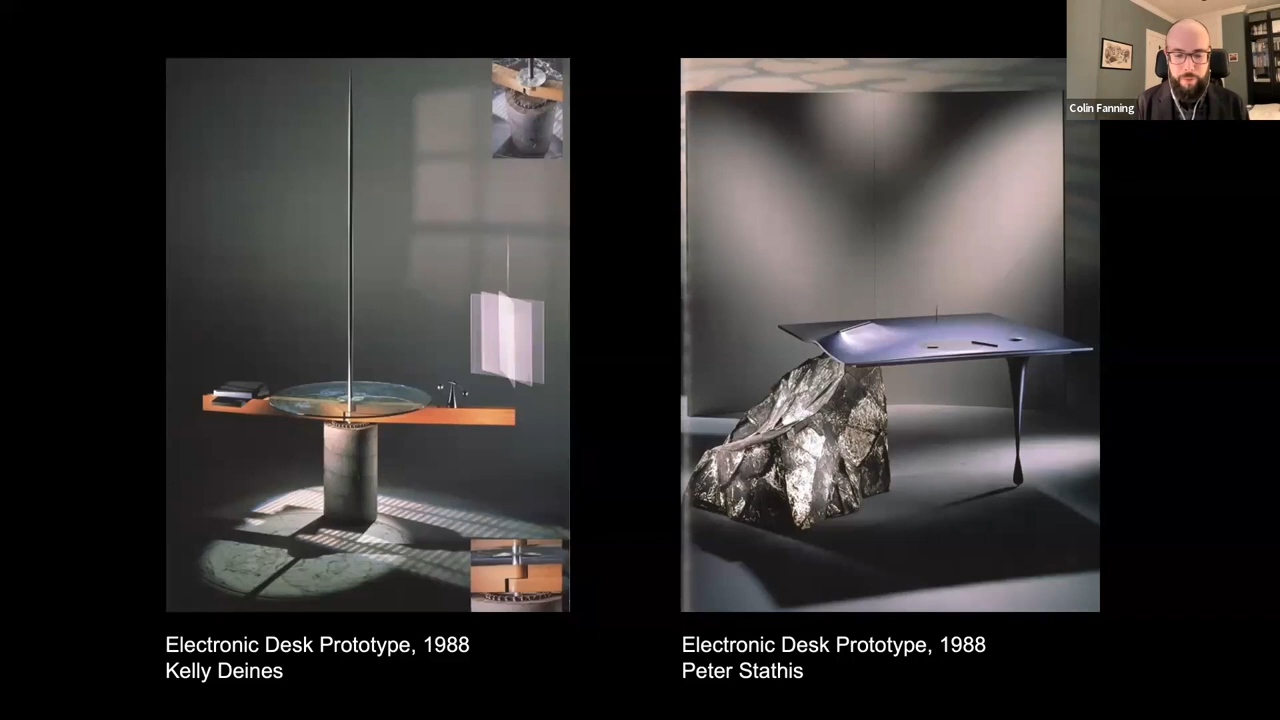 Colin Fanning
Electronic Desk Prototype, 1988
Kelly Deines
Electronic Desk Prototype, 1988
Peter Stathis